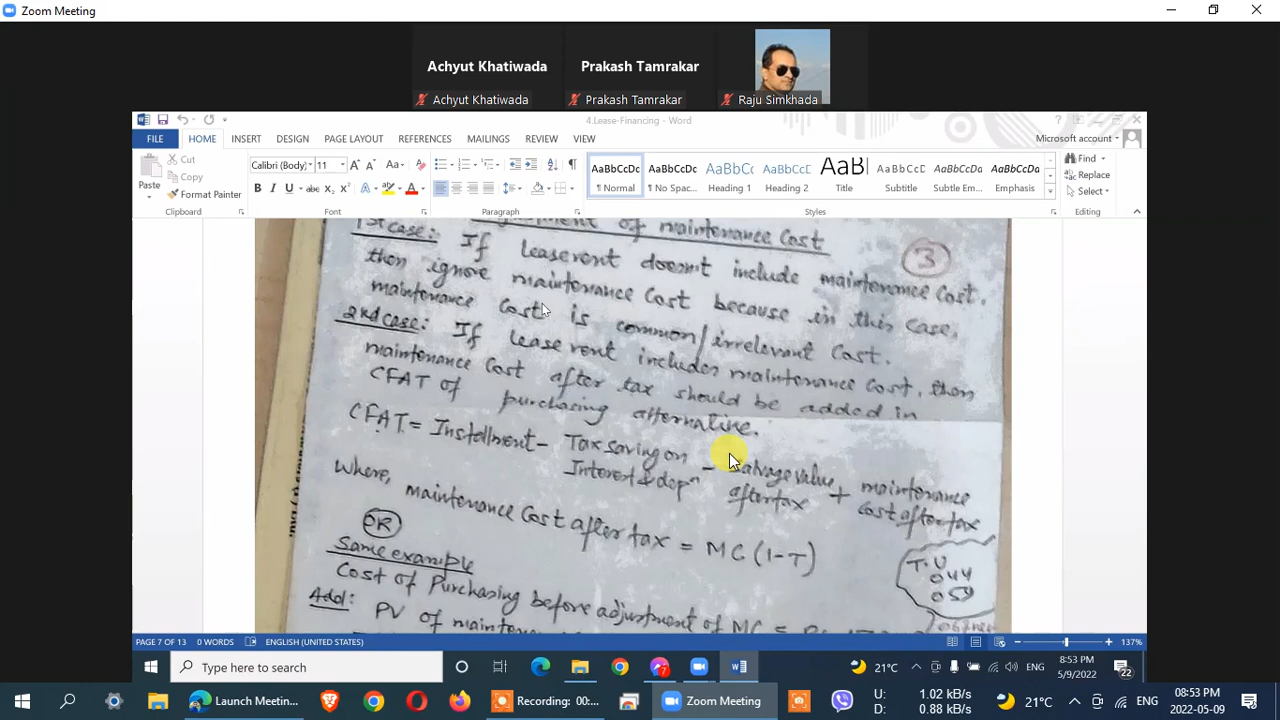 Zoom Meeting
Achyut Khatiwada
Prakash Tamrakar
Achyut Khatiwada
Prakash Tamrakar
Raju Simkhada
4.Lease-Financing - Word
FILE HOME INSERT DESIGN PAGE LAYOUT REFERENCES MAILINGS REVIEW VIEW
Microsoft account
Cut
Copy
Format Painter
Paste
Calibri (Body) 11
AaBbCcDc AaBbCcDc AaBbCc AaBbCcC AaBl AaBbCcC AaBbCcDc AaBbCcDc
¶ Normal ¶ No Spac... Heading 1 Heading 2 Title Subtitle Subtle Em... Emphasis
Find
Replace
Select
Clipboard Font Paragraph Styles Editing
of maintenance Cost
3
1st case: If lease rent doesn't include maintenance Cost,
then ignore maintenance Cost because in this case,
maintenance Cost is common/irrelevant Cost.
2nd case: If lease rent includes maintenance Cost, then
maintenance Cost after tax should be added in
CFAT of purchasing alternative.
CFAT = Installment - Tax saving on Interest & dep" - Salvage value after tax + maintenance Cost after tax
Where, maintenance Cost after tax = MC (1-T)
OR
Same example
Cost of Purchasing before adjustment of MC =
Add: PV of
T.U
044
059
PAGE 7 OF 13 0 WORDS ENGLISH (UNITED STATES) 137%
Type here to search
21°C ENG 8:53 PM 5/9/2022 22
Launch Meetin... Recording: 00:... Zoom Meeting
U: 1.02 kB/s
D: 0.88 kB/s
21°C ENG 08:53 PM 2022-05-09